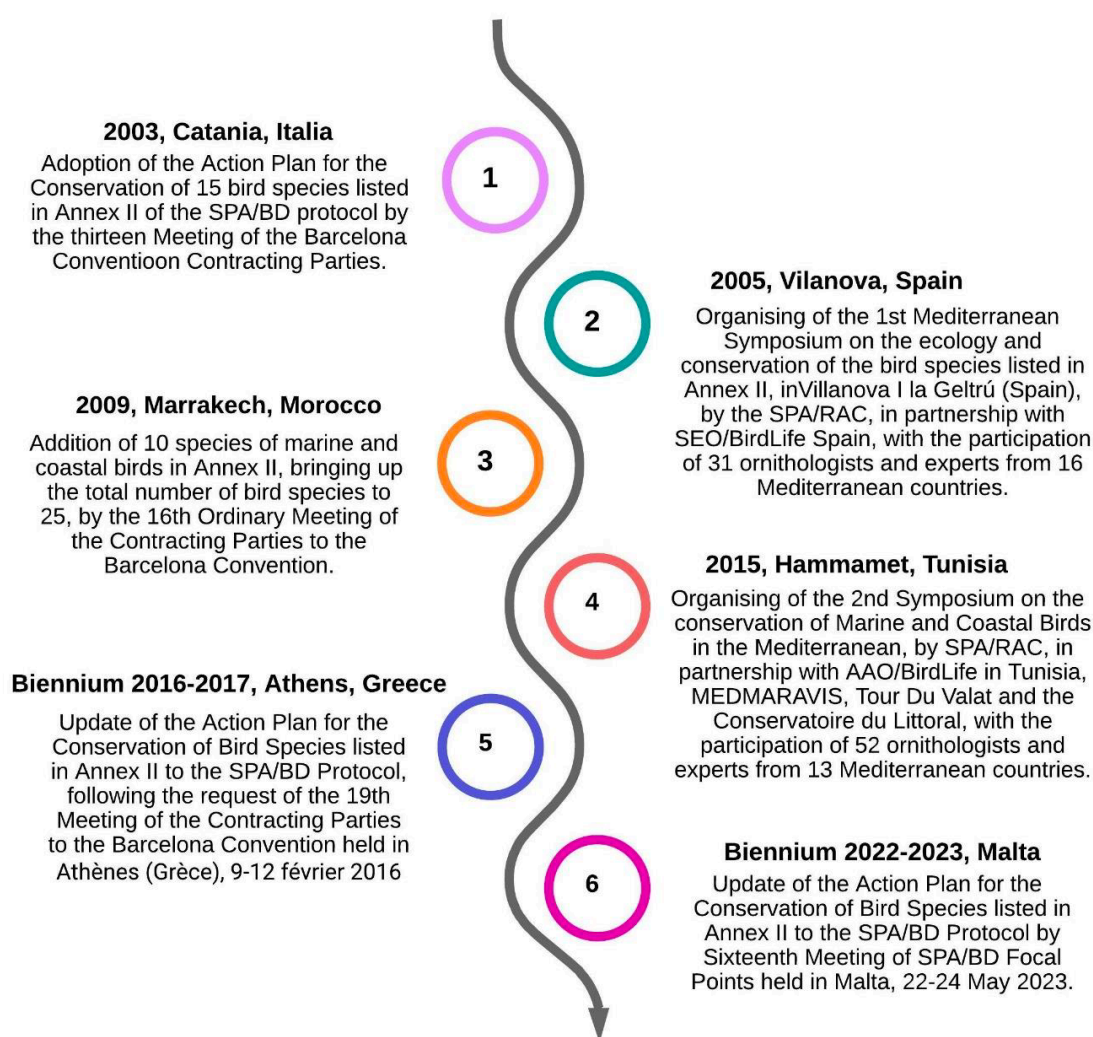 2003, Catania, Italia
Adoption of the Action Plan for the
Conservation of 15 bird species listed
in Annex II of the SPA/BD protocol by
the thirteen Meeting of the Barcelona
Conventioon Contracting Parties.
1
2005, Vilanova, Spain
Organising of the 1st Mediterranean
Symposium on the ecology and
conservation of the bird species listed in
Annex II, inVillanova I la Geltrú (Spain),
by the SPA/RAC, in partnership with
SEO/BirdLife Spain, with the participation
of 31 ornithologists and experts from 16
Mediterranean countries.
2
2009, Marrakech, Morocco
Addition of 10 species of marine and
coastal birds in Annex II, bringing up
the total number of bird species to
25, by the 16th Ordinary Meeting of
the Contracting Parties to the
Barcelona Convention.
3
2015, Hammamet, Tunisia
Organising of the 2nd Symposium on the
conservation of Marine and Coastal Birds
in the Mediterranean, by SPA/RAC, in
partnership with AAO/BirdLife in Tunisia,
MEDMARAVIS, Tour Du Valat and the
Conservatoire du Littoral, with the
participation of 52 ornithologists and
experts from 13 Mediterranean countries.
4
Biennium 2016-2017, Athens, Greece
Update of the Action Plan for the
Conservation of Bird Species listed
in Annex II to the SPA/BD Protocol,
following the request of the 19th
Meeting of the Contracting Parties
to the Barcelona Convention held in
Athènes (Grèce), 9-12 février 2016
5
Biennium 2022-2023, Malta
Update of the Action Plan for the
Conservation of Bird Species listed in
Annex II to the SPA/BD Protocol by
Sixteenth Meeting of SPA/BD Focal
Points held in Malta, 22-24 May 2023.
6